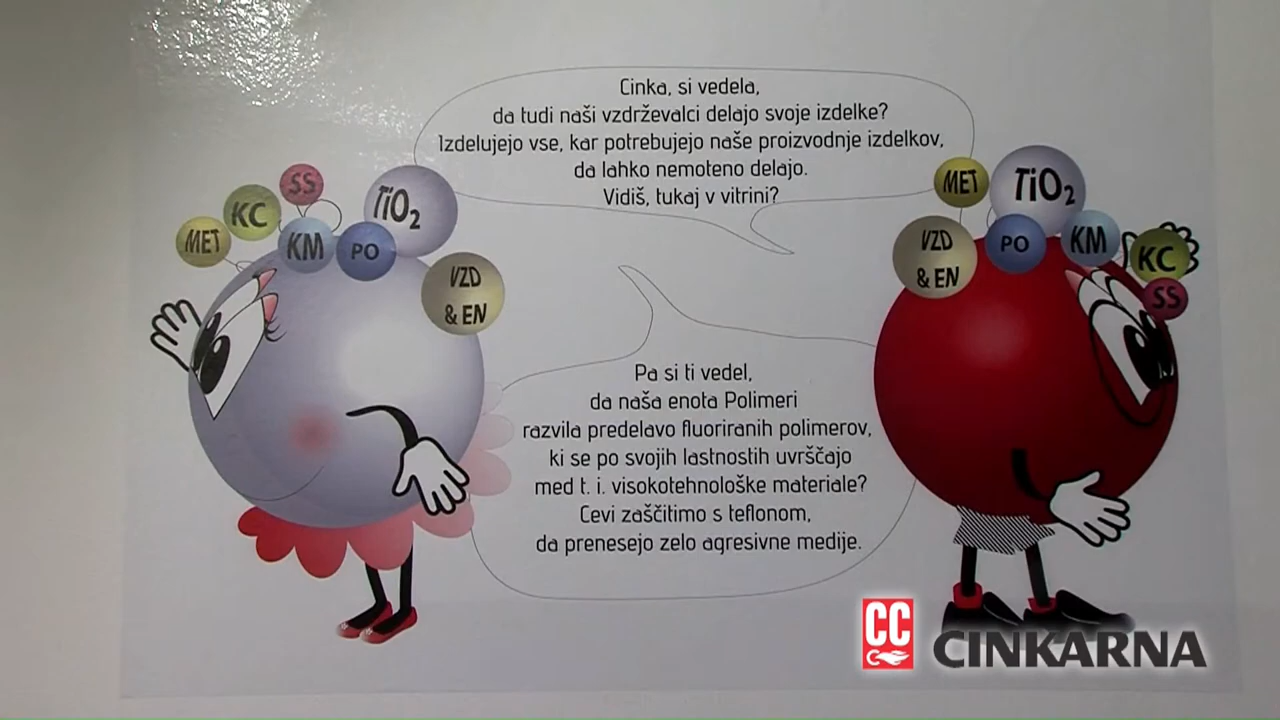 Cinka, si vedela,
da tudi naši vzdrževalci delajo svoje izdelke?
Izdelujejo vse, kar potrebujejo naše proizvodnje izdelkov,
da lahko nemoteno delajo.
Vidiš, tukaj v vitrini?
SS
KC
MET
KM
PO
TiO₂
VZD
& EN
MET
TiO₂
VZD
& EN
PO
KM
KC
SS
Pa si ti vedel,
da naša enota Polimeri
razvila predelavo fluoriranih polimerov,
ki se po svojih lastnostih uvrščajo
med t. i. visokotehnološke materiale?
Cevi zaščitimo s teflonom,
da prenesejo zelo agresivne medije.
CC
CINKARNA